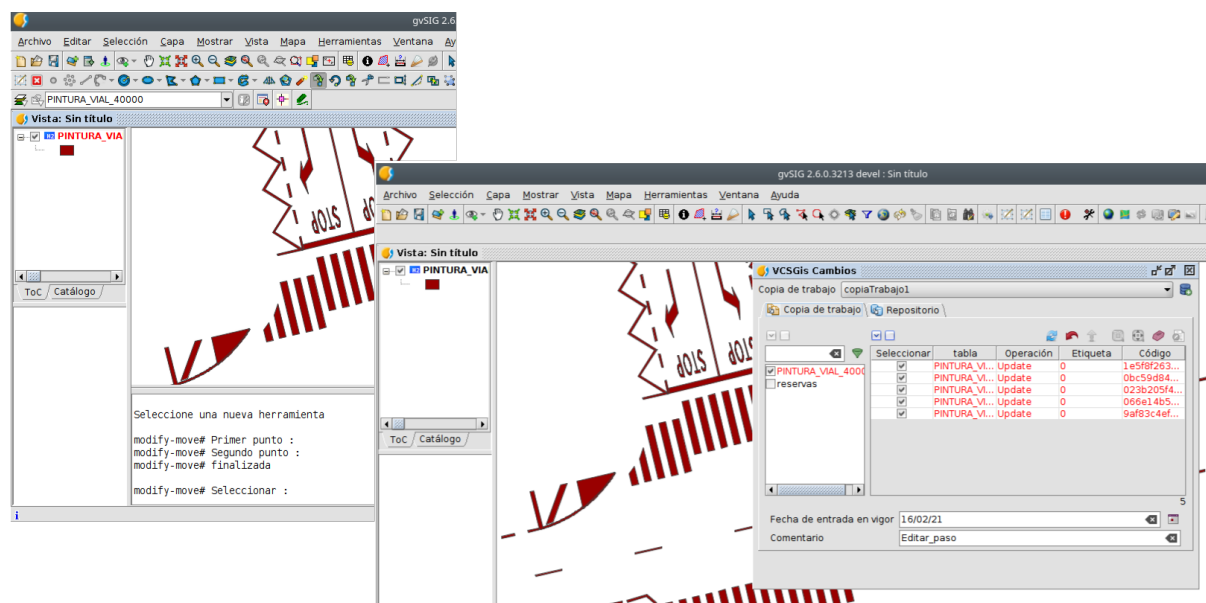 gvSIG 2.6
Archivo Editar Selección Capa Mostrar Vista Mapa Herramientas Ventana Ay
PINTURA_VIAL_40000
Vista: Sin título
PINTURA_VIA
STOP
ToC Catálogo
Seleccione una nueva herramienta
modify-move# Primer punto :
modify-move# Segundo punto :
modify-move# finalizada
modify-move# Seleccionar :
gvSIG 2.6.0.3213 devel : Sin título
Archivo Selección Capa Mostrar Vista Mapa Herramientas Ventana Ayuda
Vista: Sin título
PINTURA_VIA
STOP
ToC Catálogo
VCSGis Cambios
Copia de trabajo copiaTrabajo1
Copia de trabajo Repositorio
Seleccionar tabla Operación Etiqueta Código
PINTURA_VIAL_4000
reservas
PINTURA_VI... Update 0 1e5f8f263...
PINTURA_VI... Update 0 0bc59d84...
PINTURA_VI... Update 0 023b205f4...
PINTURA_VI... Update 0 066e14b5...
PINTURA_VI... Update 0 9af83c4ef...
5
Fecha de entrada en vigor 16/02/21
Comentario Editar_paso